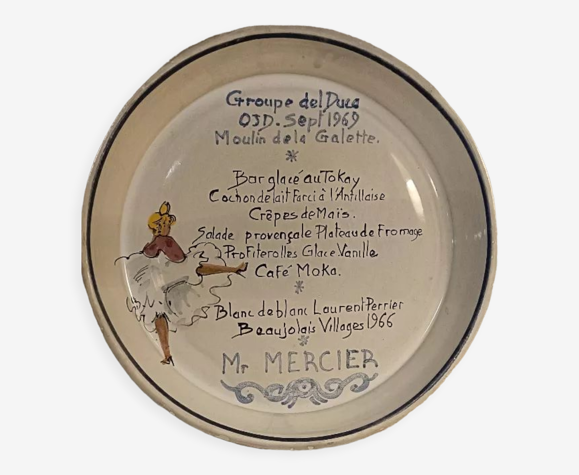 Groupe del Duca
OJD. Sept 1969
Moulin de la Galette.
Bar glacé au Tokay
Cochon de lait Farci à l'Antillaise
Crêpes de Maïs.
Salade provençale Plateau de Fromage
Profiterolles Glace Vanille
Café Moka.
Blanc de blanc Laurent Perrier
Beaujolais Villages 1966
Mr MERCIER